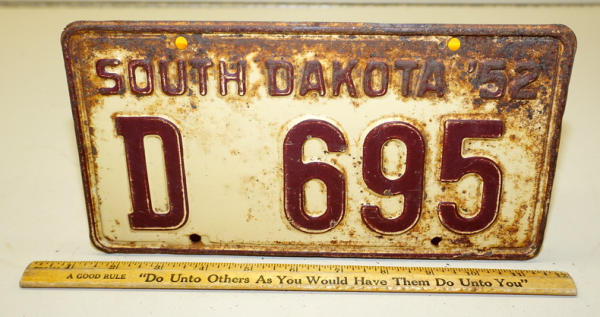 SOUTH DAKOTA '52
D 695
A GOOD RULE "Do Unto Others As You Would Have Them Do Unto You"